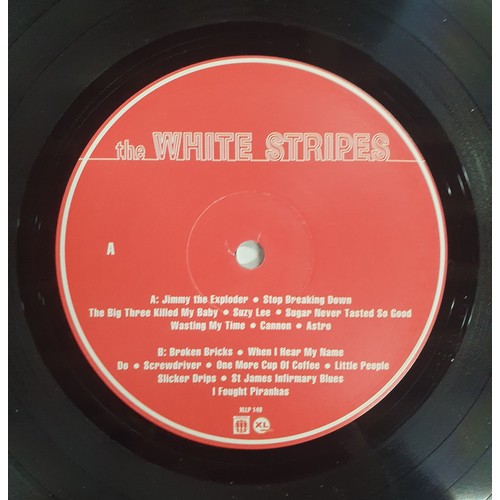 the WHITE STRIPES
A
A: Jimmy the Exploder • Stop Breaking Down
The Big Three Killed My Baby • Suzy Lee • Sugar Never Tasted So Good
Wasting My Time • Cannon • Astro
B: Broken Bricks • When I Hear My Name
Do • Screwdriver • One More Cup Of Coffee • Little People
Slicker Drips • St James Infirmary Blues
I Fought Piranhas
XLLP 149
XL